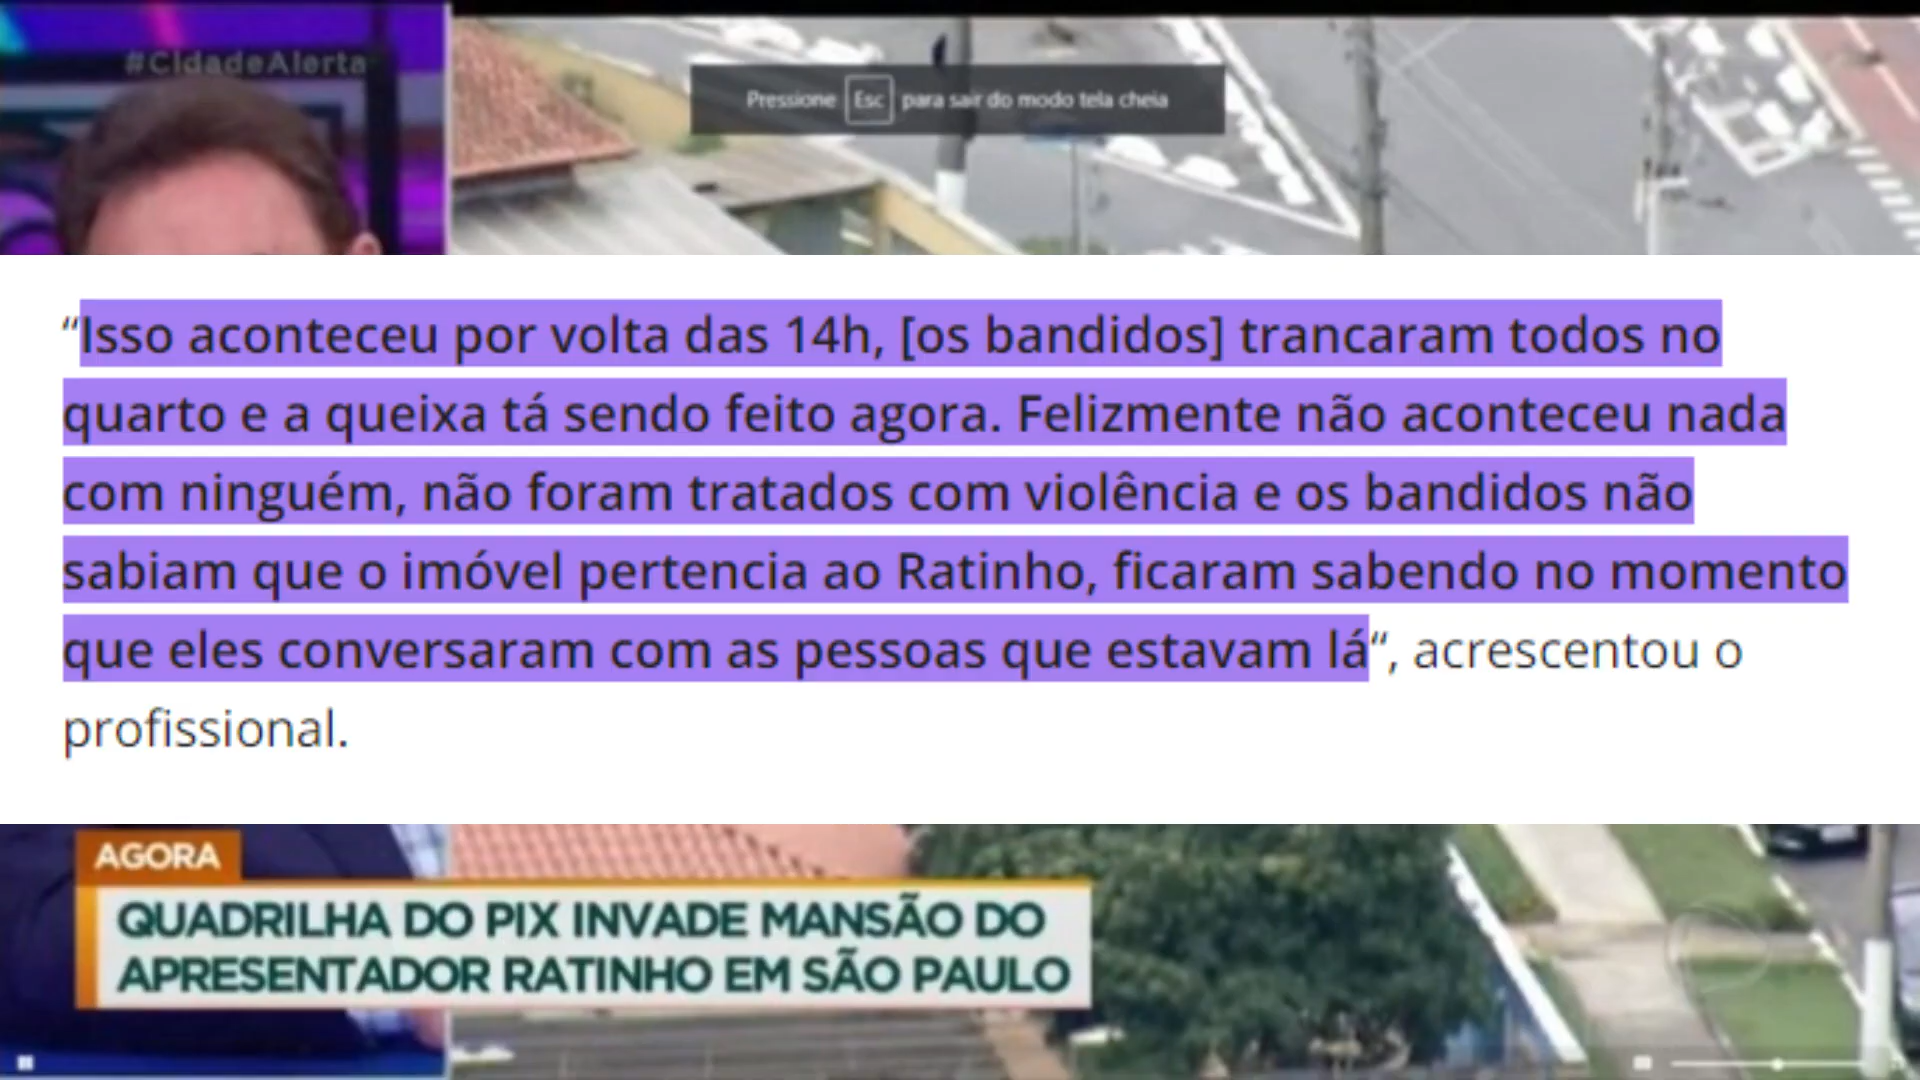 #CidadeAlerta
Pressione Esc para sair do modo tela cheia
“Isso aconteceu por volta das 14h, [os bandidos] trancaram todos no
quarto e a queixa tá sendo feito agora. Felizmente não aconteceu nada
com ninguém, não foram tratados com violência e os bandidos não
sabiam que o imóvel pertencia ao Ratinho, ficaram sabendo no momento
que eles conversaram com as pessoas que estavam lá“, acrescentou o
profissional.
AGORA
QUADRILHA DO PIX INVADE MANSÃO DO
APRESENTADOR RATINHO EM SÃO PAULO